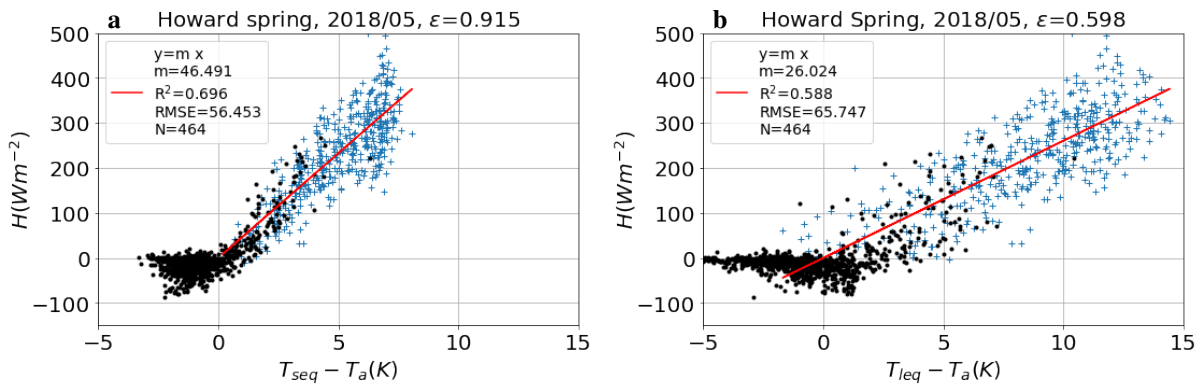 a Howard spring, 2018/05, ε=0.915
500
400
300
200
100
0
−100
H(Wm⁻²)
y=m x
m=46.491
R²=0.696
RMSE=56.453
N=464
−5 0 5 10 15
T_seq − T_a(K)
b Howard Spring, 2018/05, ε=0.598
500
400
300
200
100
0
−100
H(Wm⁻²)
y=m x
m=26.024
R²=0.588
RMSE=65.747
N=464
−5 0 5 10 15
T_leq − T_a(K)